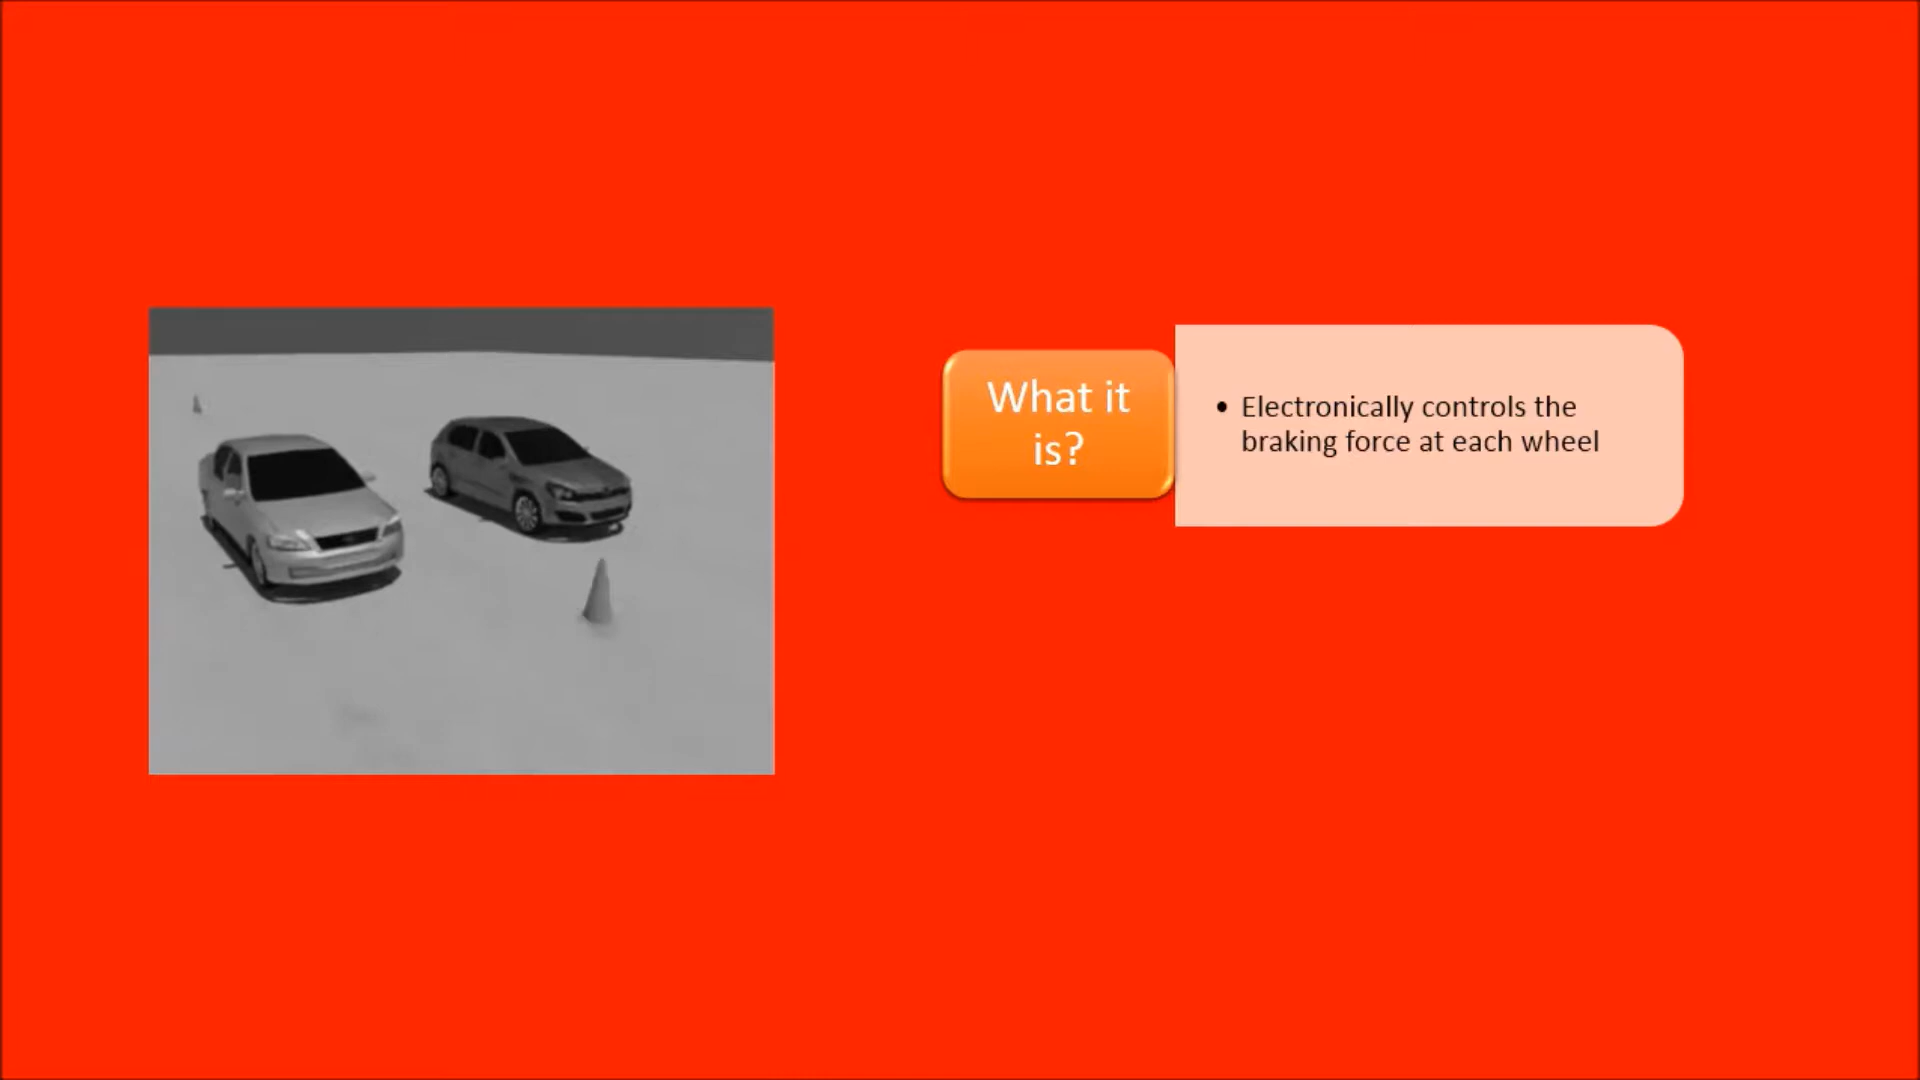 What it
is?
• Electronically controls the
braking force at each wheel